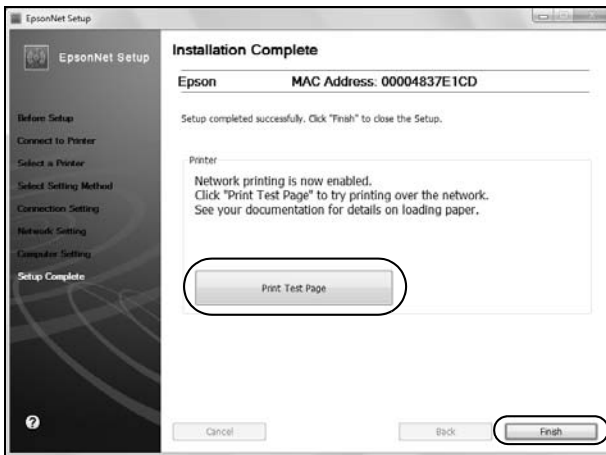 EpsonNet Setup
EpsonNet Setup
Before Setup
Connect to Printer
Select a Printer
Select Setting Method
Connection Setting
Network Setting
Computer Setting
Setup Complete
?
Installation Complete
Epson MAC Address: 00004837E1CD
Setup completed successfully. Click "Finish" to close the Setup.
Printer
Network printing is now enabled.
Click "Print Test Page" to try printing over the network.
See your documentation for details on loading paper.
Print Test Page
Cancel Back Finish